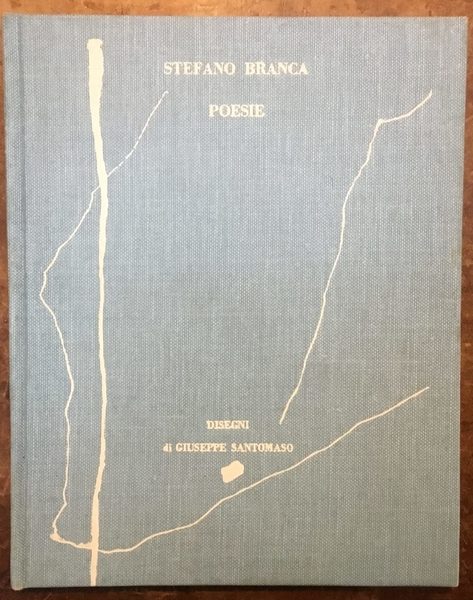 STEFANO BRANCA
POESIE
DISEGNI
di GIUSEPPE SANTOMASO